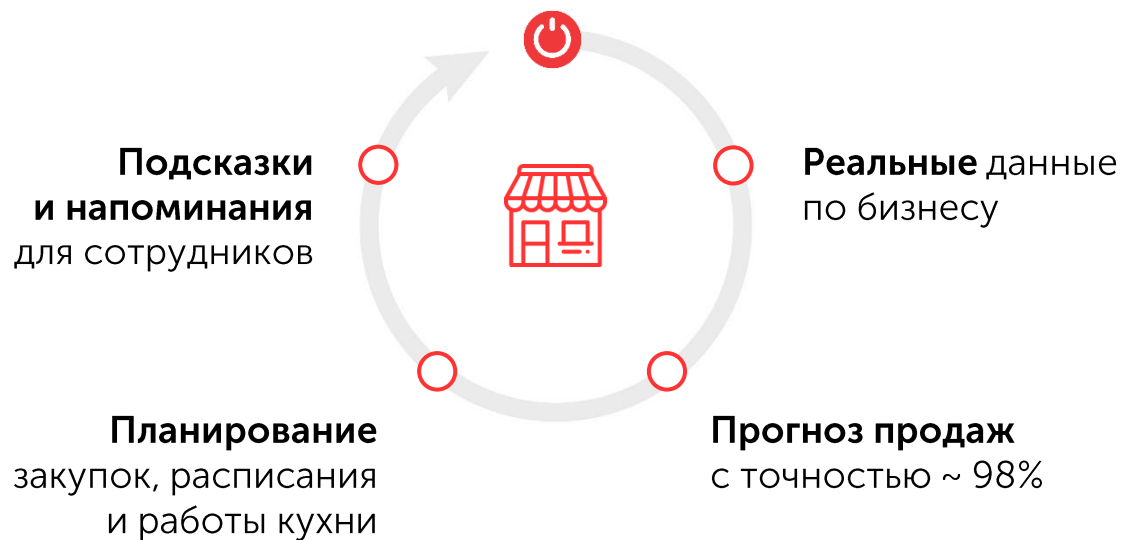 Подсказки
и напоминания
для сотрудников
Реальные данные
по бизнесу
Планирование
закупок, расписания
и работы кухни
Прогноз продаж
с точностью ~ 98%